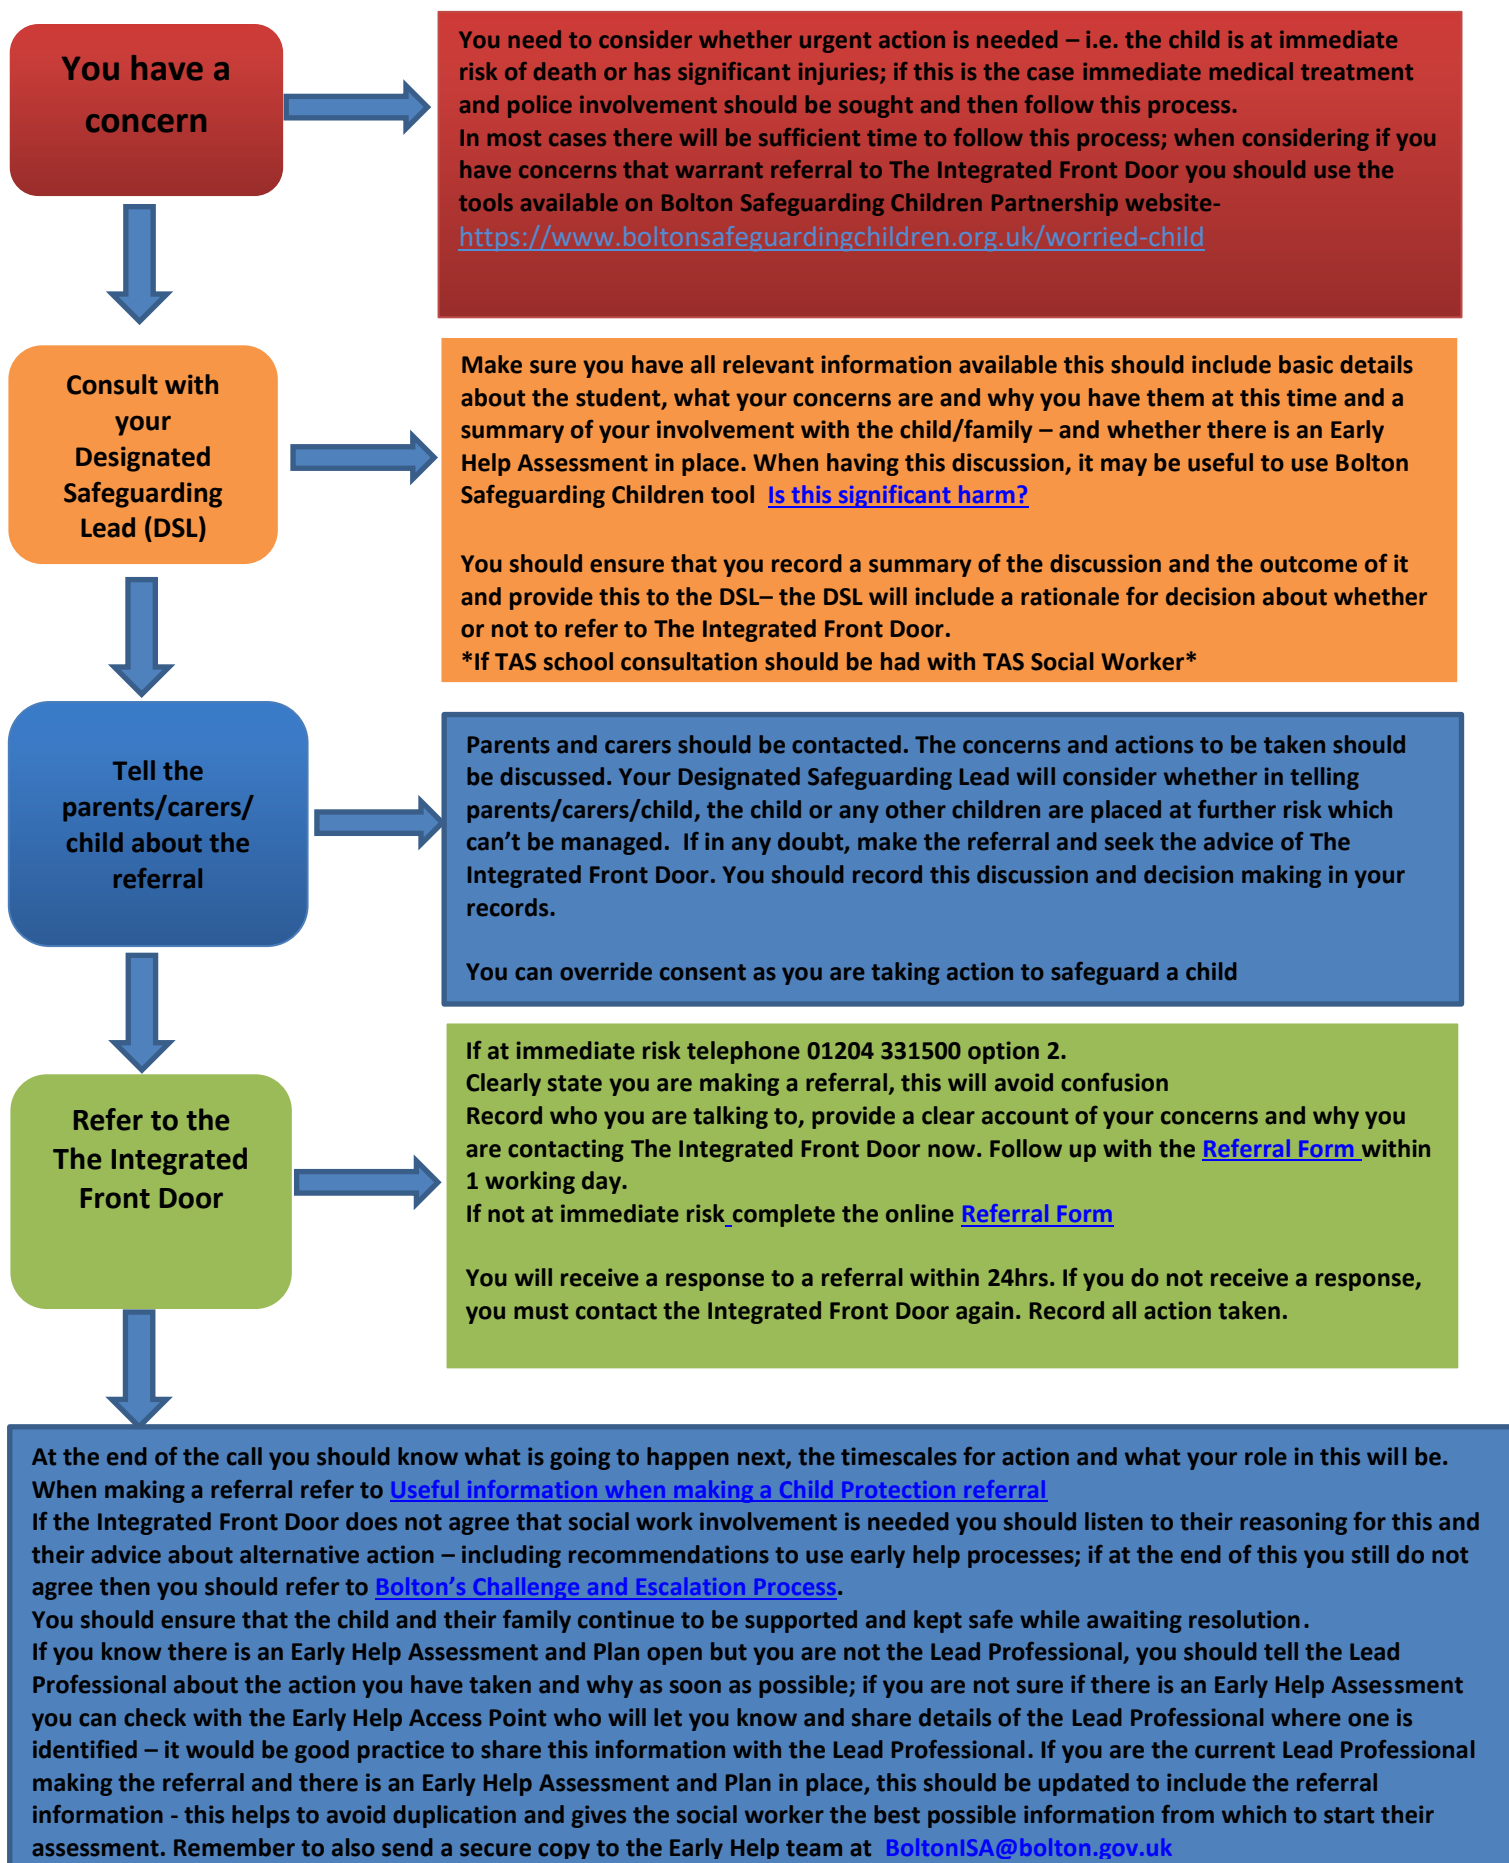 You have a
concern
You need to consider whether urgent action is needed – i.e. the child is at immediate
risk of death or has significant injuries; if this is the case immediate medical treatment
and police involvement should be sought and then follow this process.
In most cases there will be sufficient time to follow this process; when considering if you
have concerns that warrant referral to The Integrated Front Door you should use the
tools available on Bolton Safeguarding Children Partnership website-
https://www.boltonsafeguardingchildren.org.uk/worried-child
Consult with
your
Designated
Safeguarding
Lead (DSL)
Make sure you have all relevant information available this should include basic details
about the student, what your concerns are and why you have them at this time and a
summary of your involvement with the child/family – and whether there is an Early
Help Assessment in place. When having this discussion, it may be useful to use Bolton
Safeguarding Children tool Is this significant harm?
You should ensure that you record a summary of the discussion and the outcome of it
and provide this to the DSL– the DSL will include a rationale for decision about whether
or not to refer to The Integrated Front Door.
*If TAS school consultation should be had with TAS Social Worker*
Tell the
parents/carers/
child about the
referral
Parents and carers should be contacted. The concerns and actions to be taken should
be discussed. Your Designated Safeguarding Lead will consider whether in telling
parents/carers/child, the child or any other children are placed at further risk which
can’t be managed. If in any doubt, make the referral and seek the advice of The
Integrated Front Door. You should record this discussion and decision making in your
records.
You can override consent as you are taking action to safeguard a child
Refer to the
The Integrated
Front Door
If at immediate risk telephone 01204 331500 option 2.
Clearly state you are making a referral, this will avoid confusion
Record who you are talking to, provide a clear account of your concerns and why you
are contacting The Integrated Front Door now. Follow up with the Referral Form within
1 working day.
If not at immediate risk complete the online Referral Form
You will receive a response to a referral within 24hrs. If you do not receive a response,
you must contact the Integrated Front Door again. Record all action taken.
At the end of the call you should know what is going to happen next, the timescales for action and what your role in this will be.
When making a referral refer to Useful information when making a Child Protection referral
If the Integrated Front Door does not agree that social work involvement is needed you should listen to their reasoning for this and
their advice about alternative action – including recommendations to use early help processes; if at the end of this you still do not
agree then you should refer to Bolton’s Challenge and Escalation Process.
You should ensure that the child and their family continue to be supported and kept safe while awaiting resolution.
If you know there is an Early Help Assessment and Plan open but you are not the Lead Professional, you should tell the Lead
Professional about the action you have taken and why as soon as possible; if you are not sure if there is an Early Help Assessment
you can check with the Early Help Access Point who will let you know and share details of the Lead Professional where one is
identified – it would be good practice to share this information with the Lead Professional. If you are the current Lead Professional
making the referral and there is an Early Help Assessment and Plan in place, this should be updated to include the referral
information - this helps to avoid duplication and gives the social worker the best possible information from which to start their
assessment. Remember to also send a secure copy to the Early Help team at BoltonISA@bolton.gov.uk